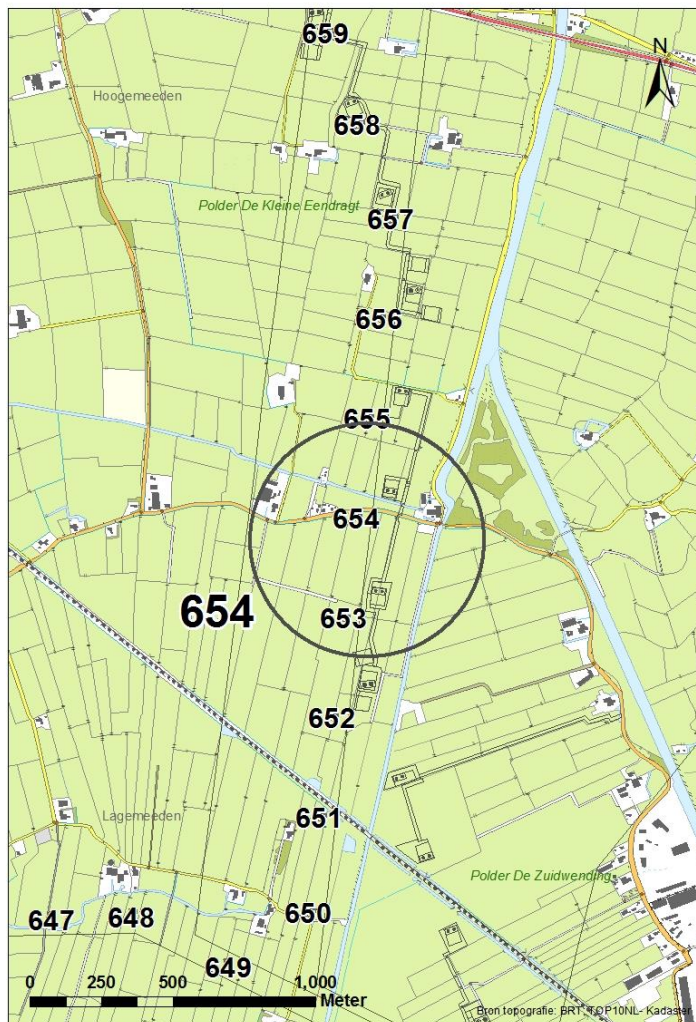 659
N
Hoogemeeden
658
Polder De Kleine Eendragt
657
656
655
654
654
653
652
651
Lagemeeden
Polder De Zuidwending
647
648
650
649
0 250 500 1,000
Meter
Bron topografie: BRT, TOP10NL- Kadaster